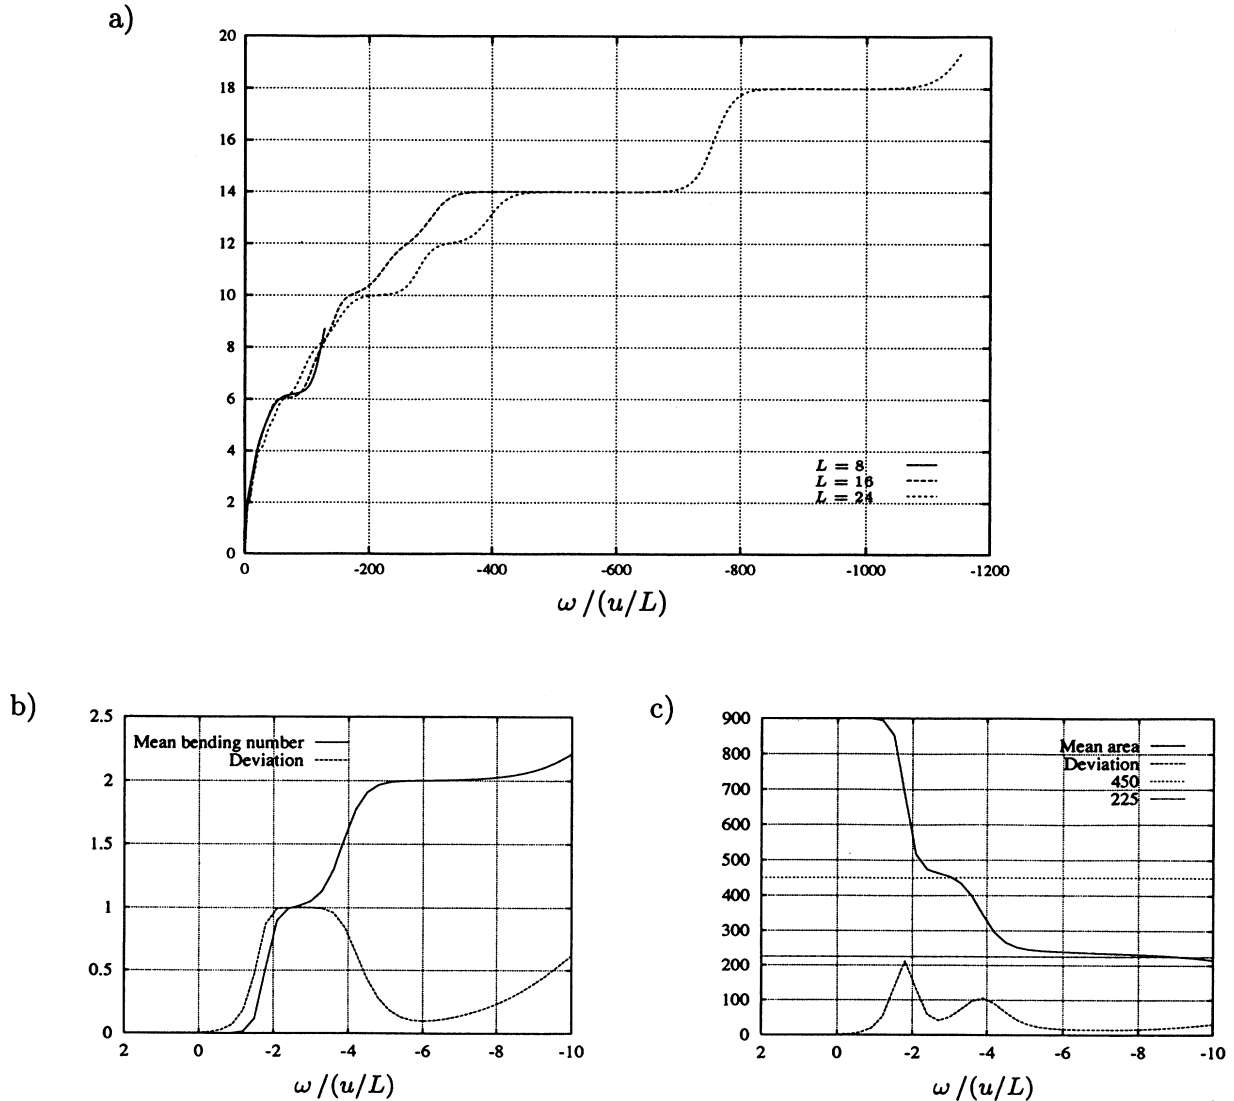 a)
20
18
16
14
12
10
8
6
4
2
0
L = 8
L = 16
L = 24
0 -200 -400 -600 -800 -1000 -1200
ω /(u/L)
b)
2.5
2
1.5
1
0.5
0
Mean bending number
Deviation
2 0 -2 -4 -6 -8 -10
ω /(u/L)
c)
900
800
700
600
500
400
300
200
100
0
Mean area
Deviation
450
225
2 0 -2 -4 -6 -8 -10
ω /(u/L)